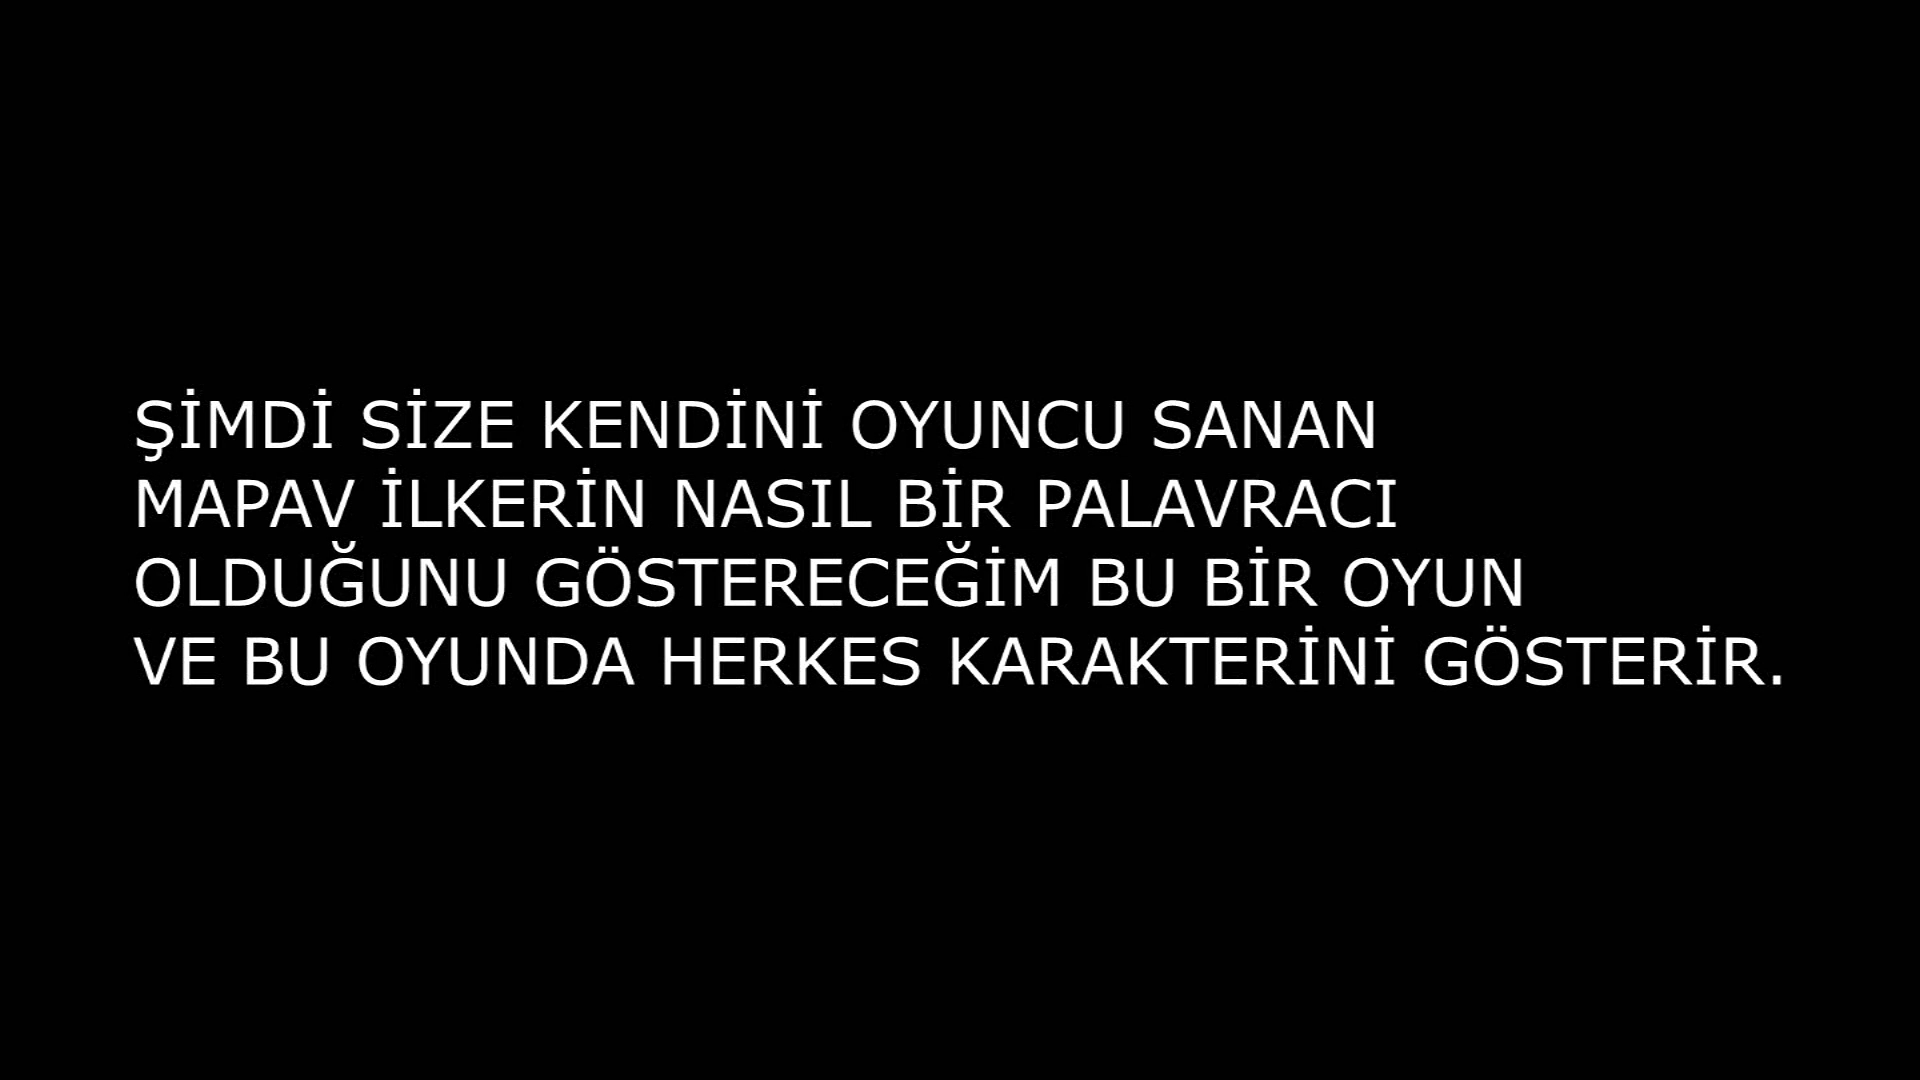 ŞİMDİ SİZE KENDİNİ OYUNCU SANAN
MAPAV İLKERİN NASIL BİR PALAVRACI
OLDUĞUNU GÖSTERECEĞİM BU BİR OYUN
VE BU OYUNDA HERKES KARAKTERİNİ GÖSTERİR.